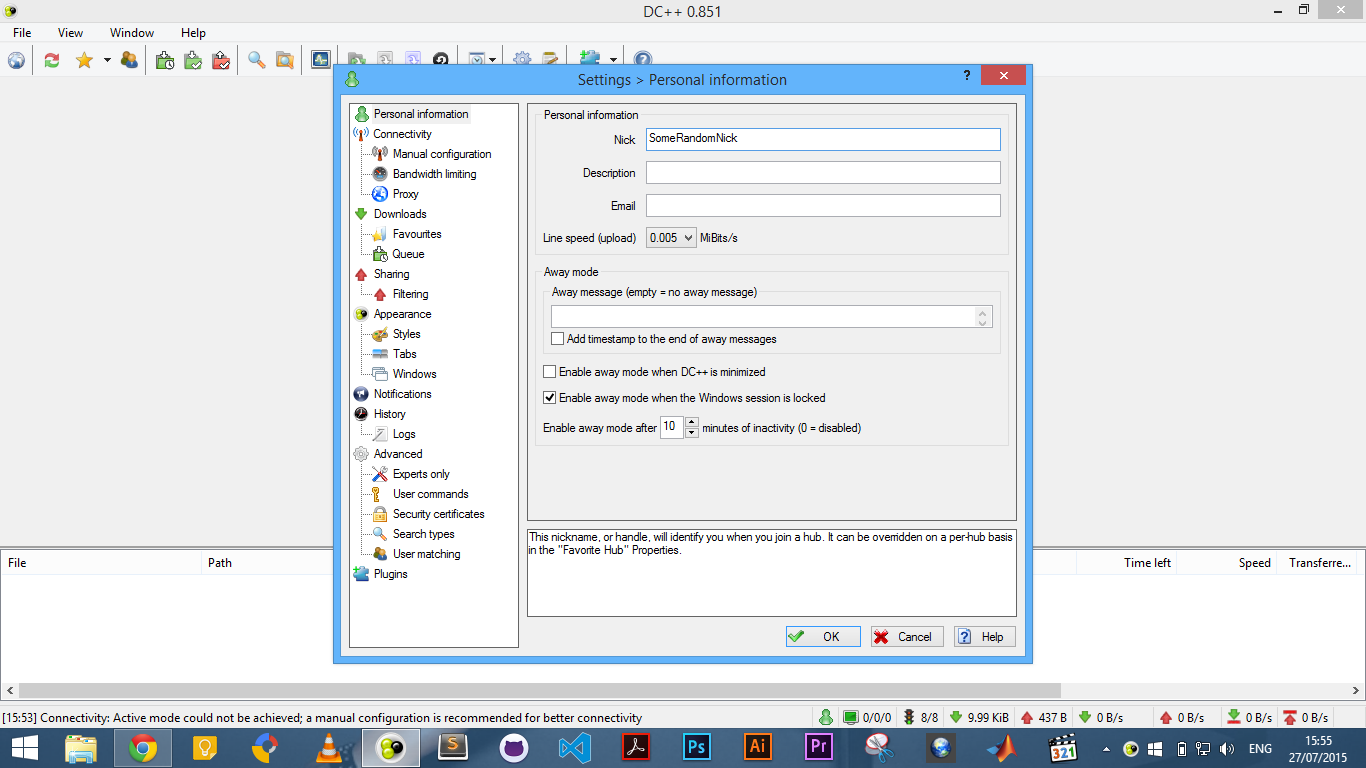 DC++ 0.851
File View Window Help
Settings > Personal information
?
Personal information
Connectivity
Manual configuration
Bandwidth limiting
Proxy
Downloads
Favourites
Queue
Sharing
Filtering
Appearance
Styles
Tabs
Windows
Notifications
History
Logs
Advanced
Experts only
User commands
Security certificates
Search types
User matching
Plugins
Personal information
Nick SomeRandomNick
Description
Email
Line speed (upload) 0.005 MiBits/s
Away mode
Away message (empty = no away message)
Add timestamp to the end of away messages
Enable away mode when DC++ is minimized
Enable away mode when the Windows session is locked
Enable away mode after 10 minutes of inactivity (0 = disabled)
This nickname, or handle, will identify you when you join a hub. It can be overridden on a per-hub basis
in the "Favorite Hub" Properties.
OK Cancel Help
File Path Time left Speed Transferre...
[15:53] Connectivity: Active mode could not be achieved; a manual configuration is recommended for better connectivity 0/0/0 8/8 9.99 KiB 437 B 0 B/s 0 B/s 0 B/s 0 B/s
S Ps Ai Pr 321 ENG 15:55
27/07/2015